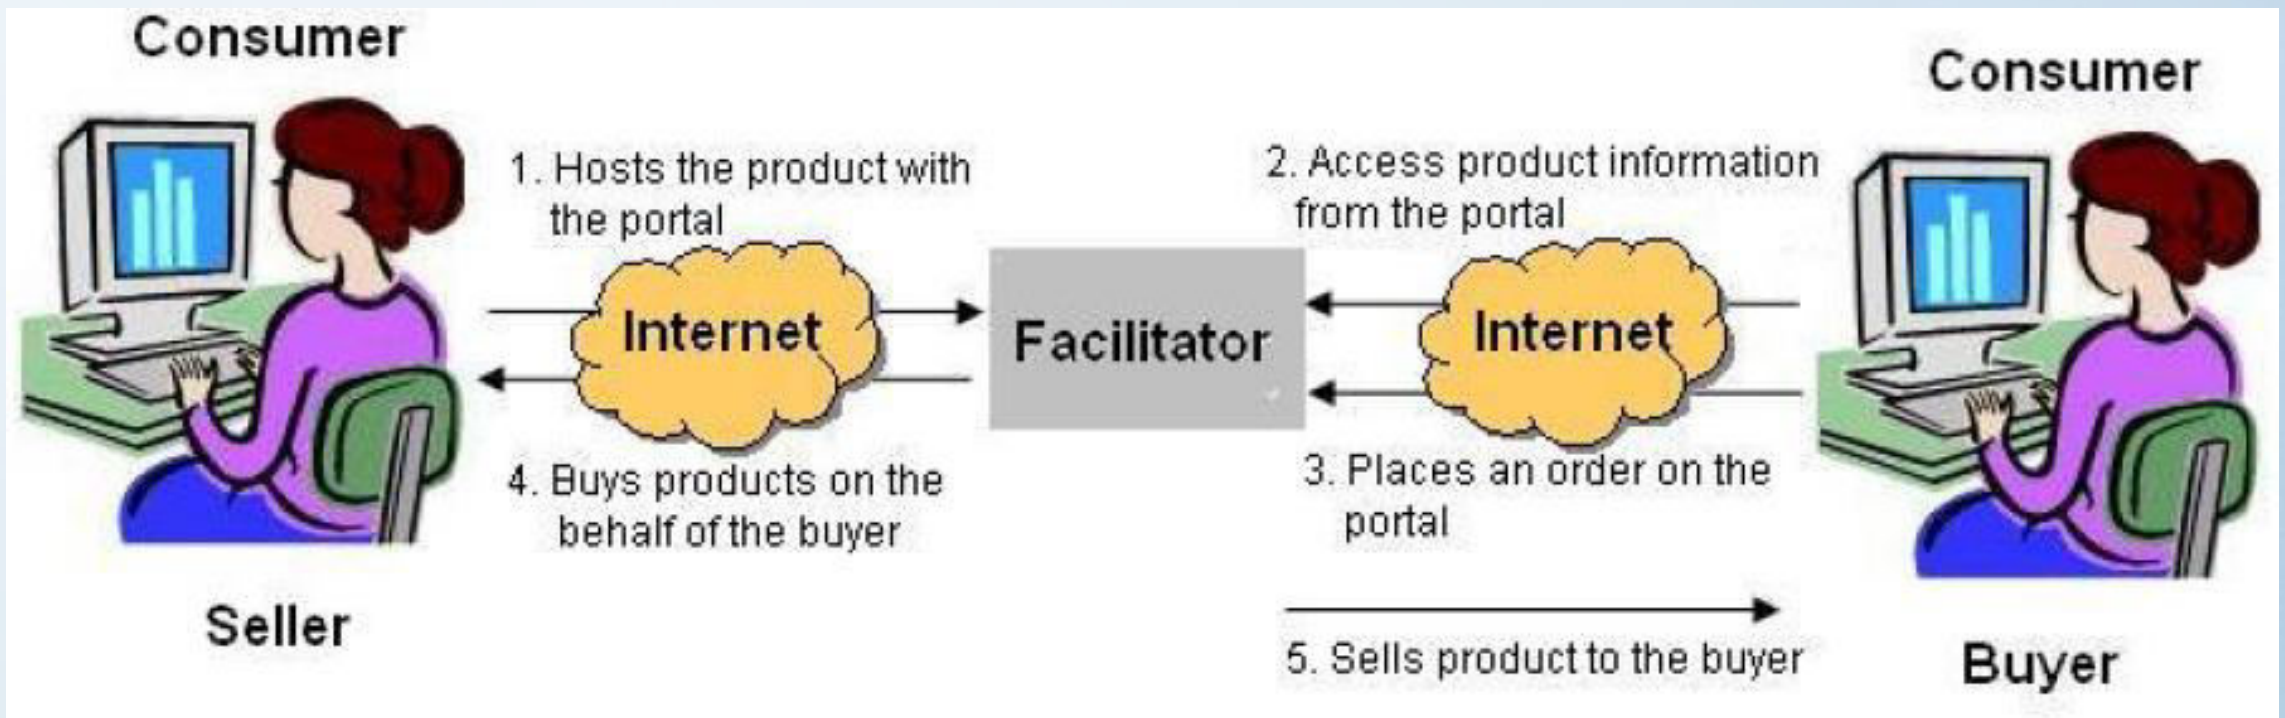 Consumer
Consumer
1. Hosts the product with
the portal
2. Access product information
from the portal
Internet
Facilitator
Internet
4. Buys products on the
behalf of the buyer
3. Places an order on the
portal
Seller
5. Sells product to the buyer
Buyer